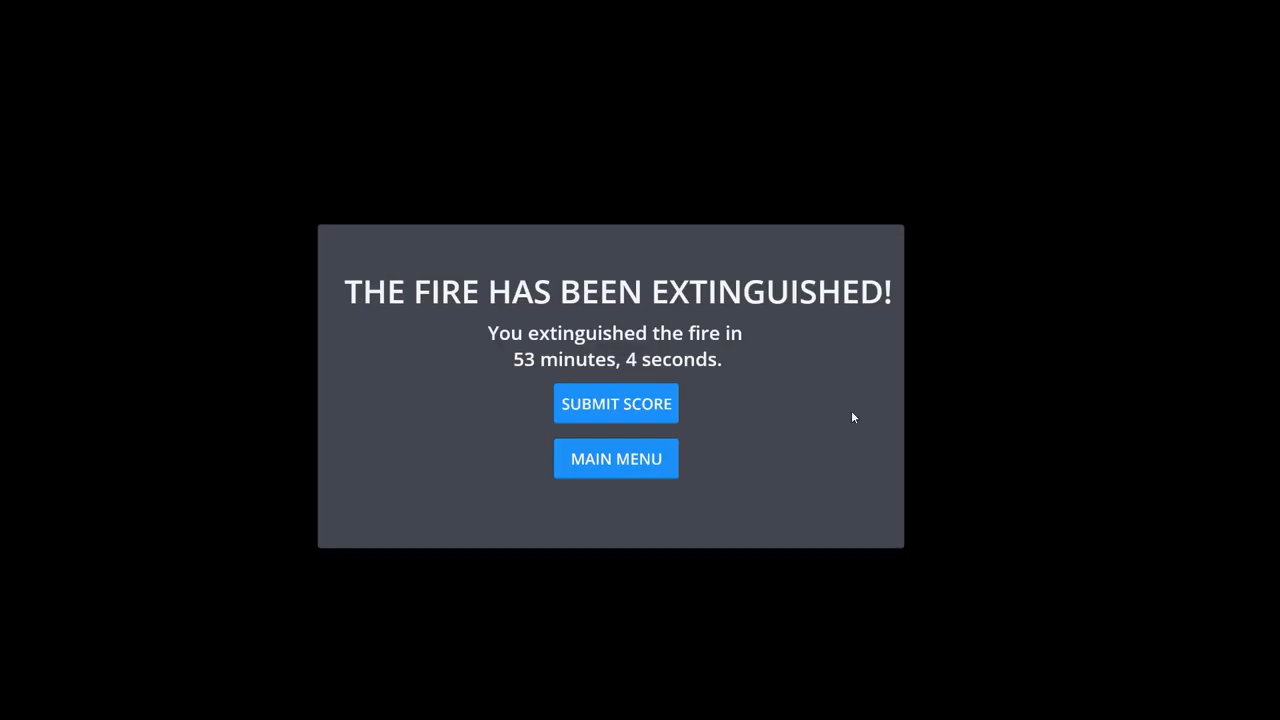 THE FIRE HAS BEEN EXTINGUISHED!
You extinguished the fire in
53 minutes, 4 seconds.
SUBMIT SCORE
MAIN MENU